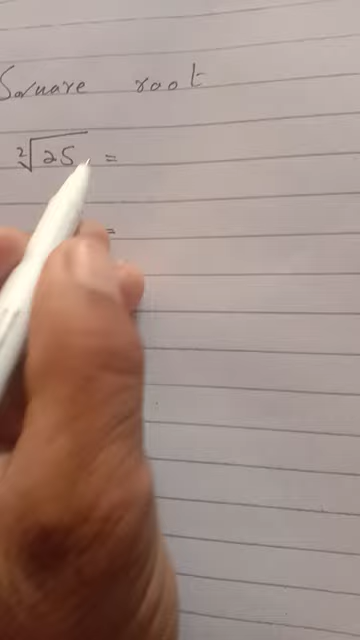 Square root
²√25 =
=